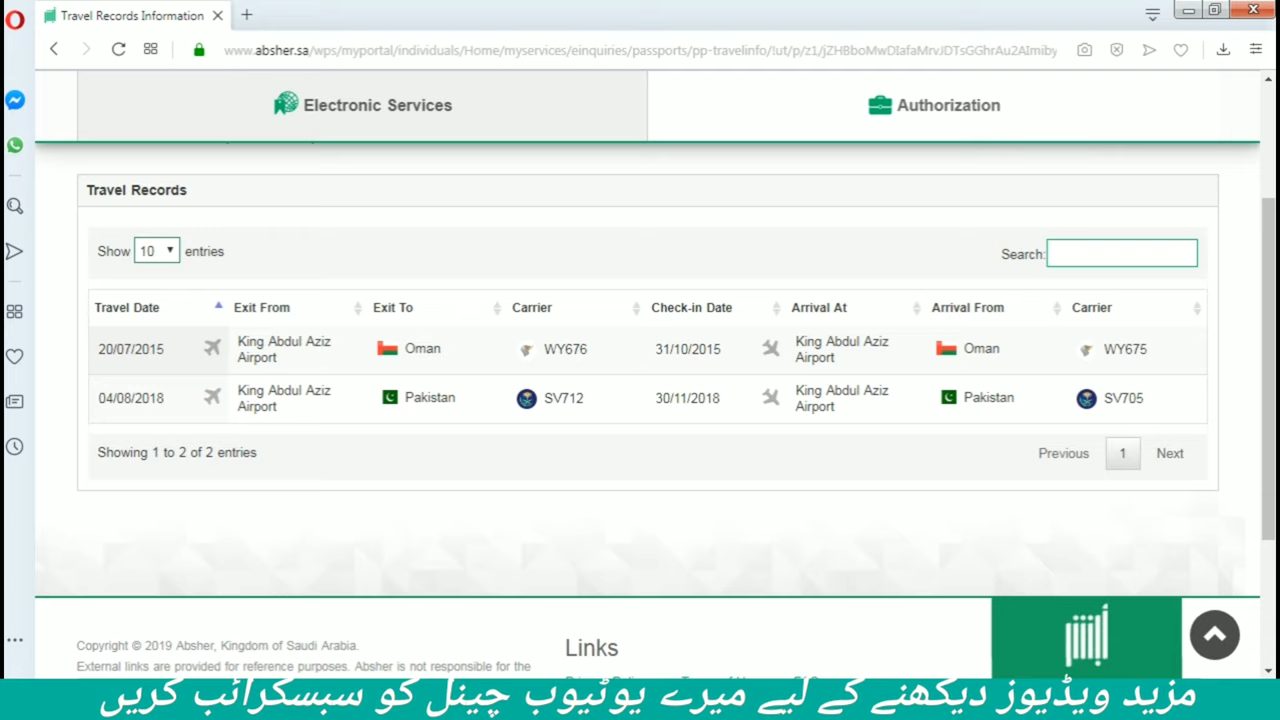 Travel Records Information
www.absher.sa/wps/myportal/individuals/Home/myservices/einquiries/passports/pp-travelinfo/!ut/p/z1/jZHBboMwDIafaMrvJDTsGGhrAu2AImiby
Electronic Services
Authorization
Travel Records
Show 10 entries
Search:
Travel Date Exit From Exit To Carrier Check-in Date Arrival At Arrival From Carrier
20/07/2015 King Abdul Aziz Airport Oman WY676 31/10/2015 King Abdul Aziz Airport Oman WY675
04/08/2018 King Abdul Aziz Airport Pakistan SV712 30/11/2018 King Abdul Aziz Airport Pakistan SV705
Showing 1 to 2 of 2 entries
Previous 1 Next
Copyright © 2019 Absher, Kingdom of Saudi Arabia.
External links are provided for reference purposes. Absher is not responsible for the
Links
أبشر
مزید ویڈیوز دیکھنے کے لیے میرے یوٹیوب چینل کو سبسکرائب کریں